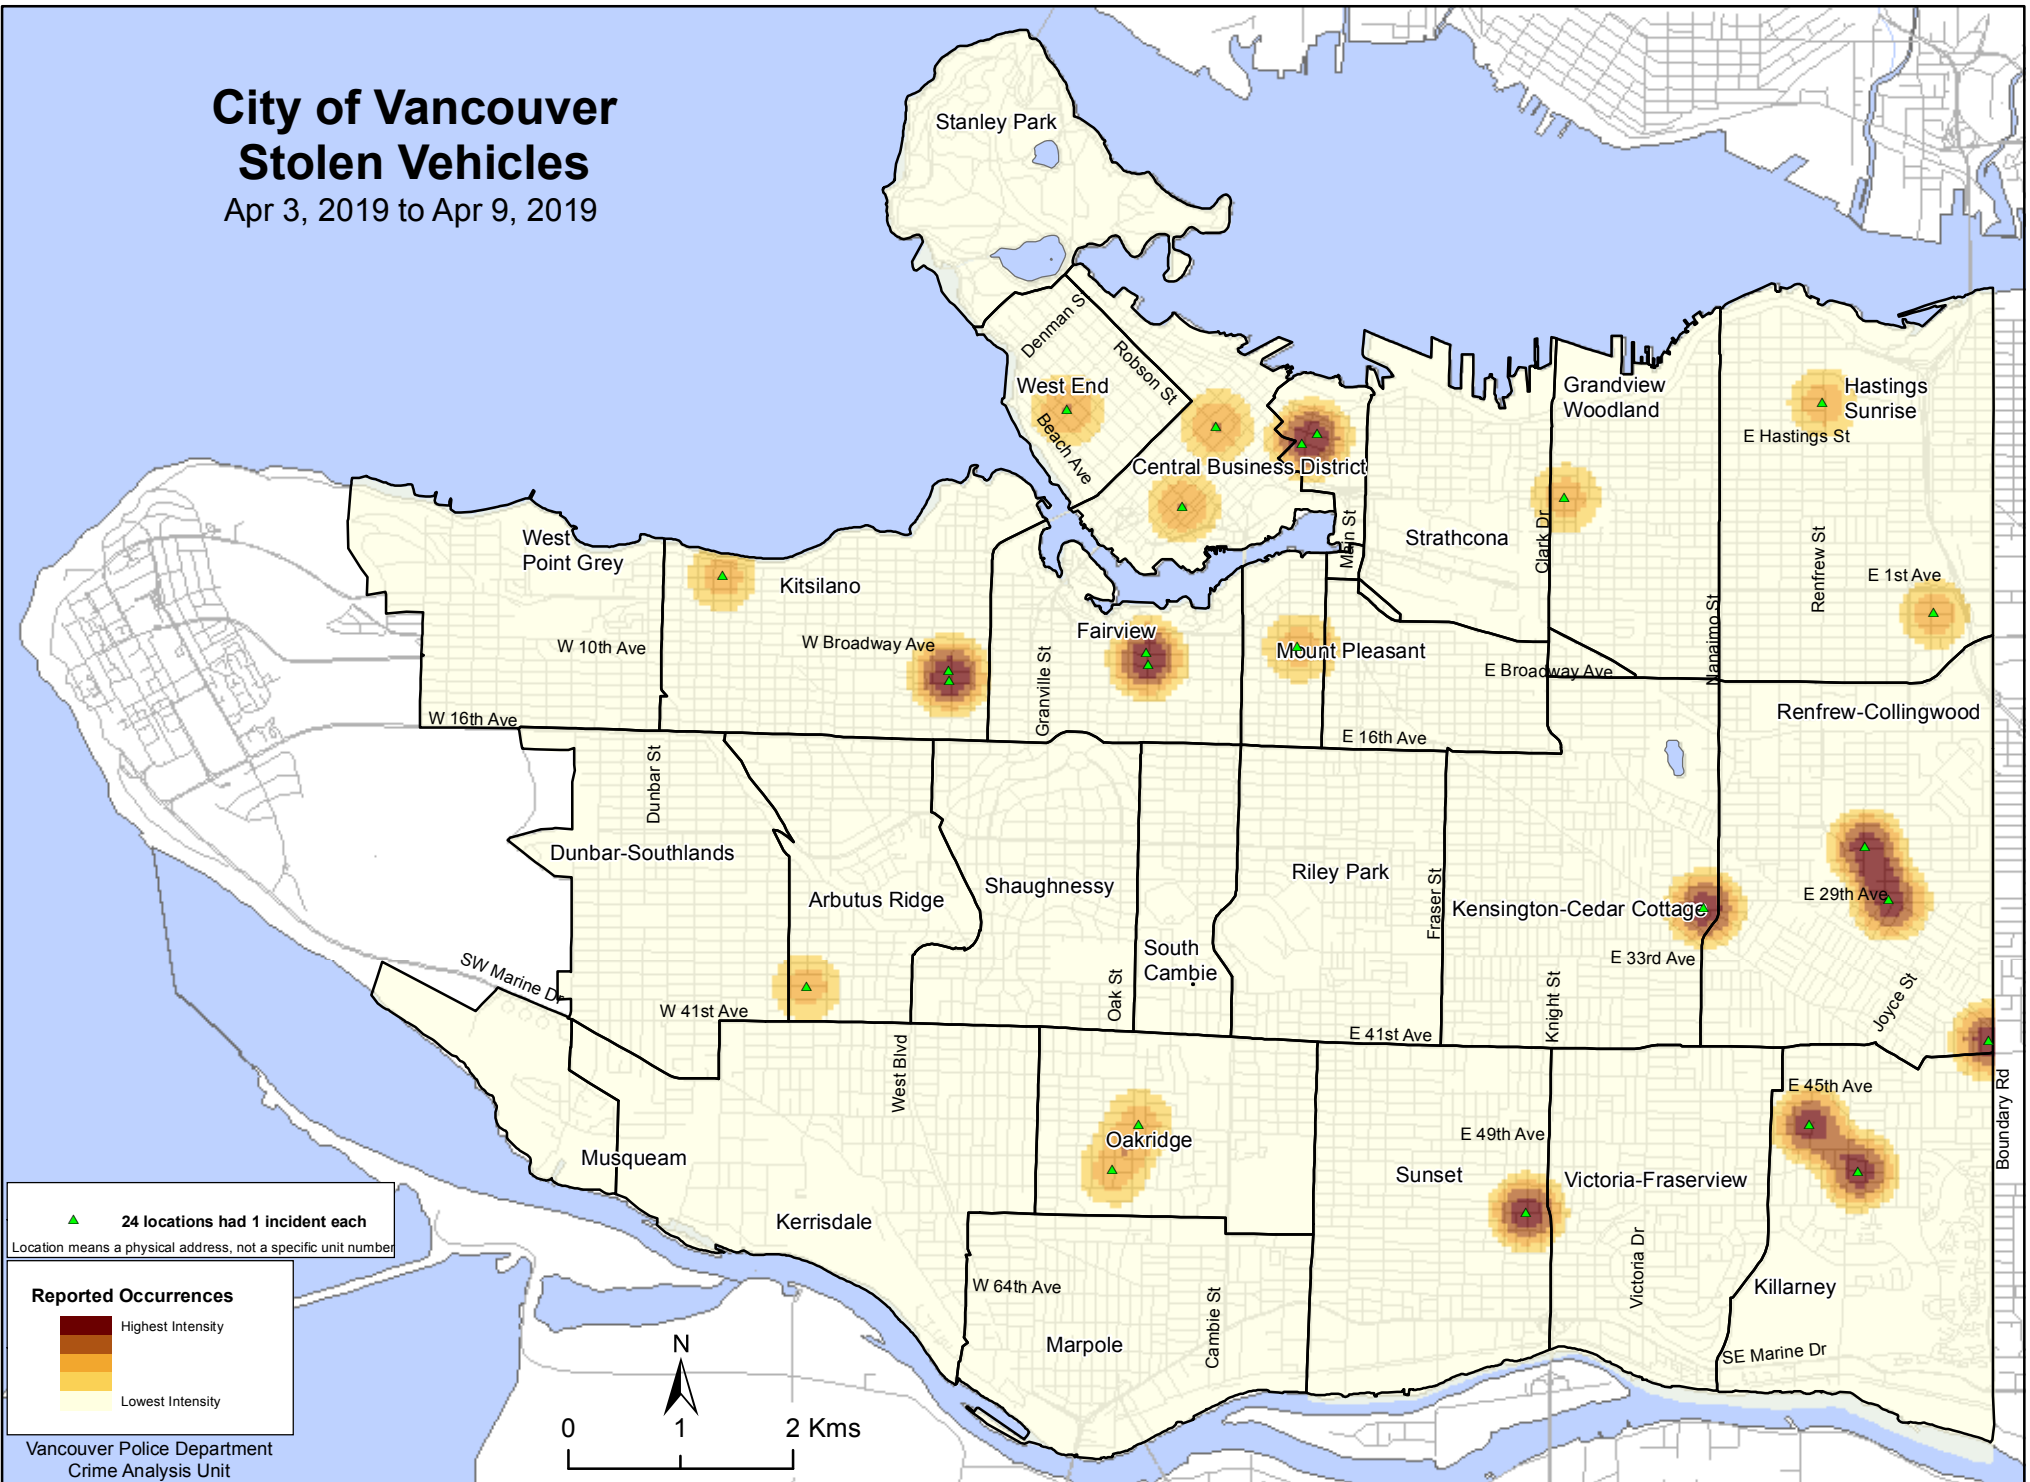 City of Vancouver
Stolen Vehicles
Apr 3, 2019 to Apr 9, 2019
Stanley Park
Denman S
Robson St
West End
Beach Ave
Central Business District
Grandview
Woodland
Hastings
Sunrise
E Hastings St
West
Point Grey
Kitsilano
Strathcona
Main St
Clark Dr
Renfrew St
E 1st Ave
Nanaimo St
W 10th Ave
W Broadway Ave
Fairview
Granville St
Mount Pleasant
E Broadway Ave
W 16th Ave
E 16th Ave
Renfrew-Collingwood
Dunbar St
Dunbar-Southlands
Arbutus Ridge
Shaughnessy
South
Cambie
Riley Park
Fraser St
Kensington-Cedar Cottage
E 29th Ave
E 33rd Ave
SW Marine Dr
W 41st Ave
Oak St
Knight St
Joyce St
E 41st Ave
West Blvd
E 45th Ave
Boundary Rd
Musqueam
Oakridge
E 49th Ave
Sunset
Victoria-Fraserview
Kerrisdale
Victoria Dr
W 64th Ave
Cambie St
Killarney
Marpole
SE Marine Dr
24 locations had 1 incident each
Location means a physical address, not a specific unit number
Reported Occurrences
Highest Intensity
Lowest Intensity
Vancouver Police Department
Crime Analysis Unit
N
0 1 2 Kms